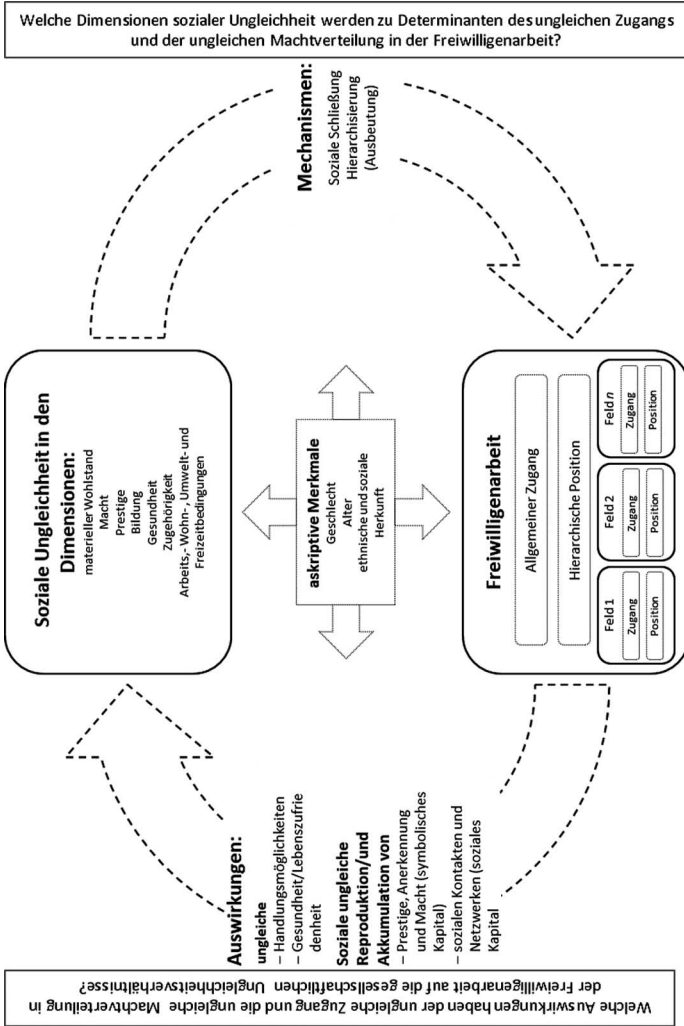 Welche Dimensionen sozialer Ungleichheit werden zu Determinanten des ungleichen Zugangs
und der ungleichen Machtverteilung in der Freiwilligenarbeit?
Mechanismen:
Soziale Schließung
Hierarchisierung
(Ausbeutung)
Soziale Ungleichheit in den
Dimensionen:
materieller Wohlstand
Macht
Prestige
Bildung
Gesundheit
Zugehörigkeit
Arbeits,- Wohn-, Umwelt- und
Freizeitbedingungen
askriptive Merkmale
Geschlecht
Alter
ethnische und soziale
Herkunft
Freiwilligenarbeit
Allgemeiner Zugang
Hierarchische Position
Feld 1
Zugang
Position
Feld 2
Zugang
Position
Feld n
Zugang
Position
Auswirkungen:
ungleiche
– Handlungsmöglichkeiten
– Gesundheit/Lebenszufrie
denheit
Soziale ungleiche
Reproduktion/und
Akkumulation von
– Prestige, Anerkennung
und Macht (symbolisches
Kapital)
– sozialen Kontakten und
Netzwerken (soziales
Kapital
Welche Auswirkungen haben der ungleiche Zugang und die ungleiche Machtverteilung in
der Freiwilligenarbeit auf die gesellschaftlichen Ungleichheitsverhältnisse?